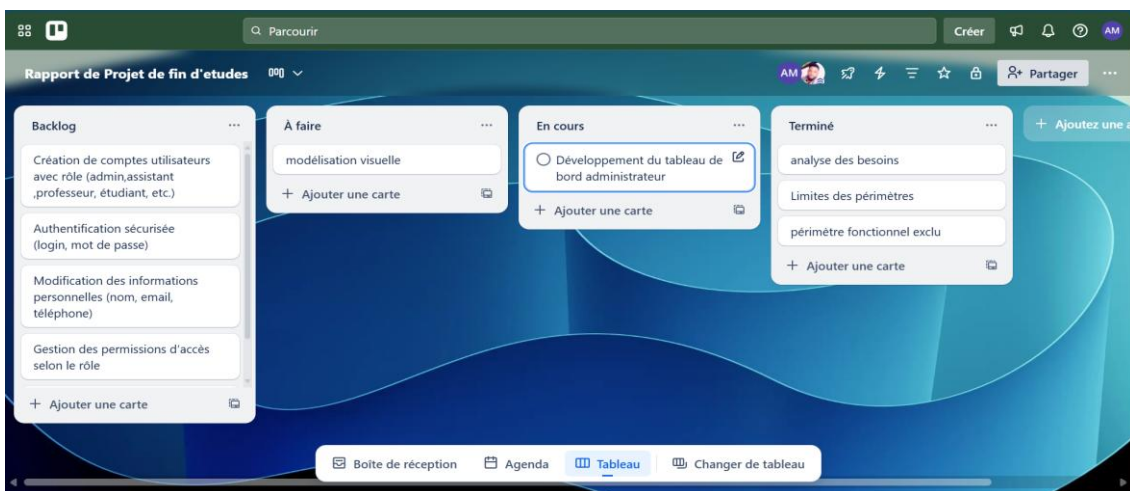 Parcourir
Créer
AM
Rapport de Projet de fin d'etudes
AM
Partager
Backlog
Création de comptes utilisateurs
avec rôle (admin,assistant
,professeur, étudiant, etc.)
Authentification sécurisée
(login, mot de passe)
Modification des informations
personnelles (nom, email,
téléphone)
Gestion des permissions d'accès
selon le rôle
+ Ajouter une carte
À faire
modélisation visuelle
+ Ajouter une carte
En cours
Développement du tableau de
bord administrateur
+ Ajouter une carte
Terminé
analyse des besoins
Limites des périmètres
périmètre fonctionnel exclu
+ Ajouter une carte
+ Ajoutez une
Boîte de réception
Agenda
Tableau
Changer de tableau